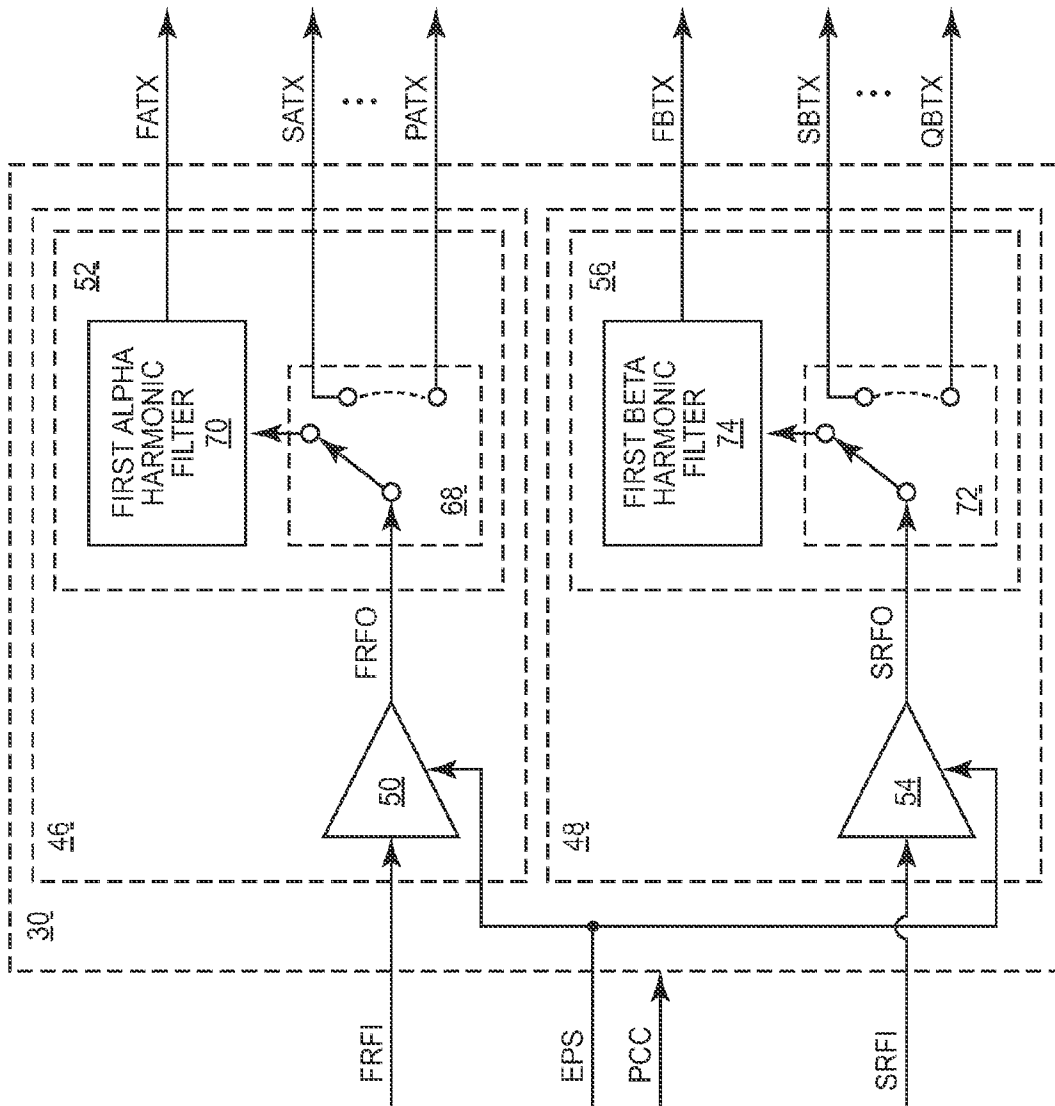 FATX
SATX
PATX
FBTX
SBTX
QBTX
52
FIRST ALPHA
HARMONIC
FILTER
70
68
56
FIRST BETA
HARMONIC
FILTER
74
72
FRFO
SRFO
46
50
48
54
30
FRFI
EPS
PCC
SRFI